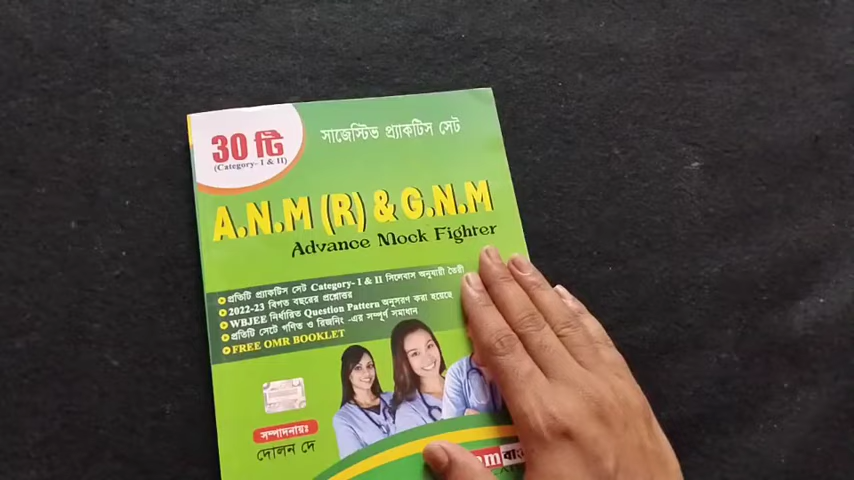 30 টি
(Category- I & II)
সাজেস্টিভ প্র্যাকটিস সেট
A.N.M (R) & G.N.M
Advance Mock Fighter
প্রতিটি প্র্যাকটিস সেট Category-1 & II সিলেবাস অনুযায়ী তৈরী
2022-23 বিগত বছরের প্রশ্নোত্তর
WBJEE নির্ধারিত Question Pattern অনুসরণ করা হয়েছে
প্রতিটি সেটে গণিত ও রিজনিং-এর সম্পূর্ণ সমাধান
FREE OMR BOOKLET
সম্পাদনায়ঃ
দোলন দে